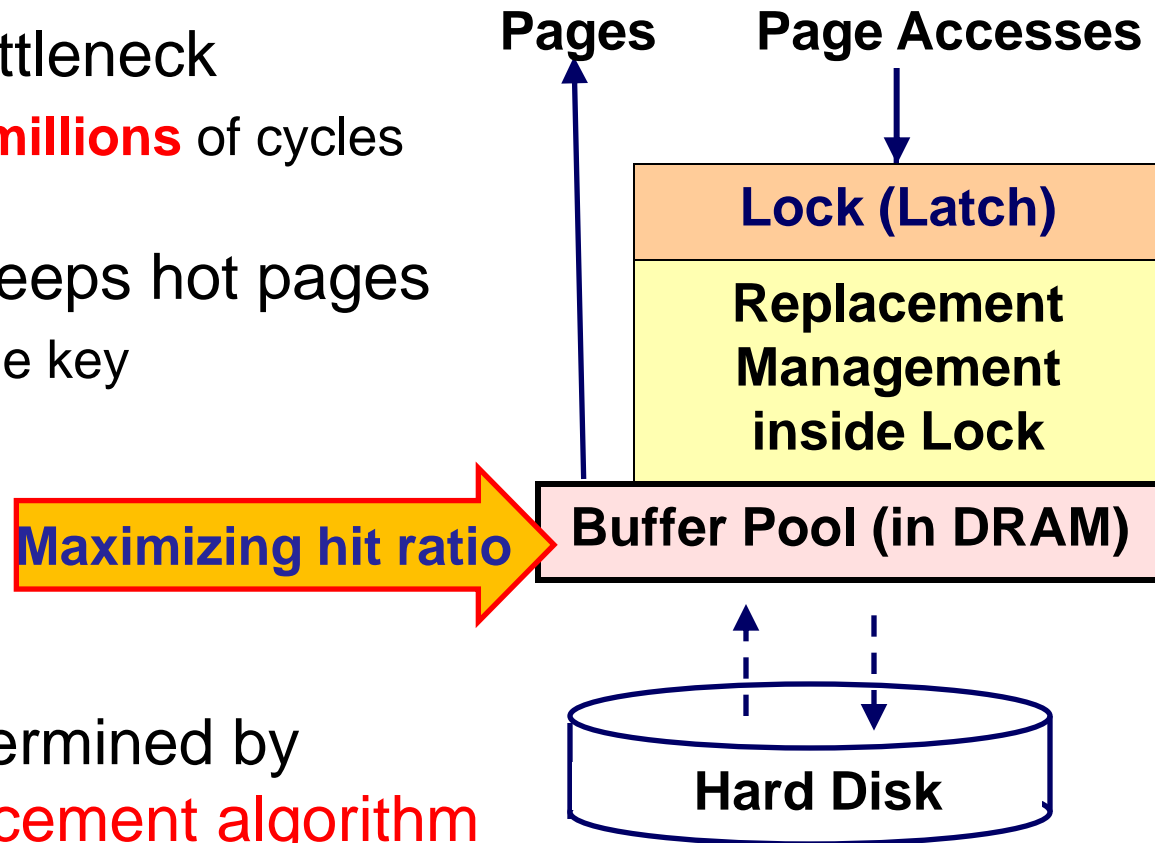 ttleneck
millions of cycles
eeps hot pages
e key
Maximizing hit ratio
ermined by
cement algorithm
Pages
Page Accesses
Lock (Latch)
Replacement
Management
inside Lock
Buffer Pool (in DRAM)
Hard Disk